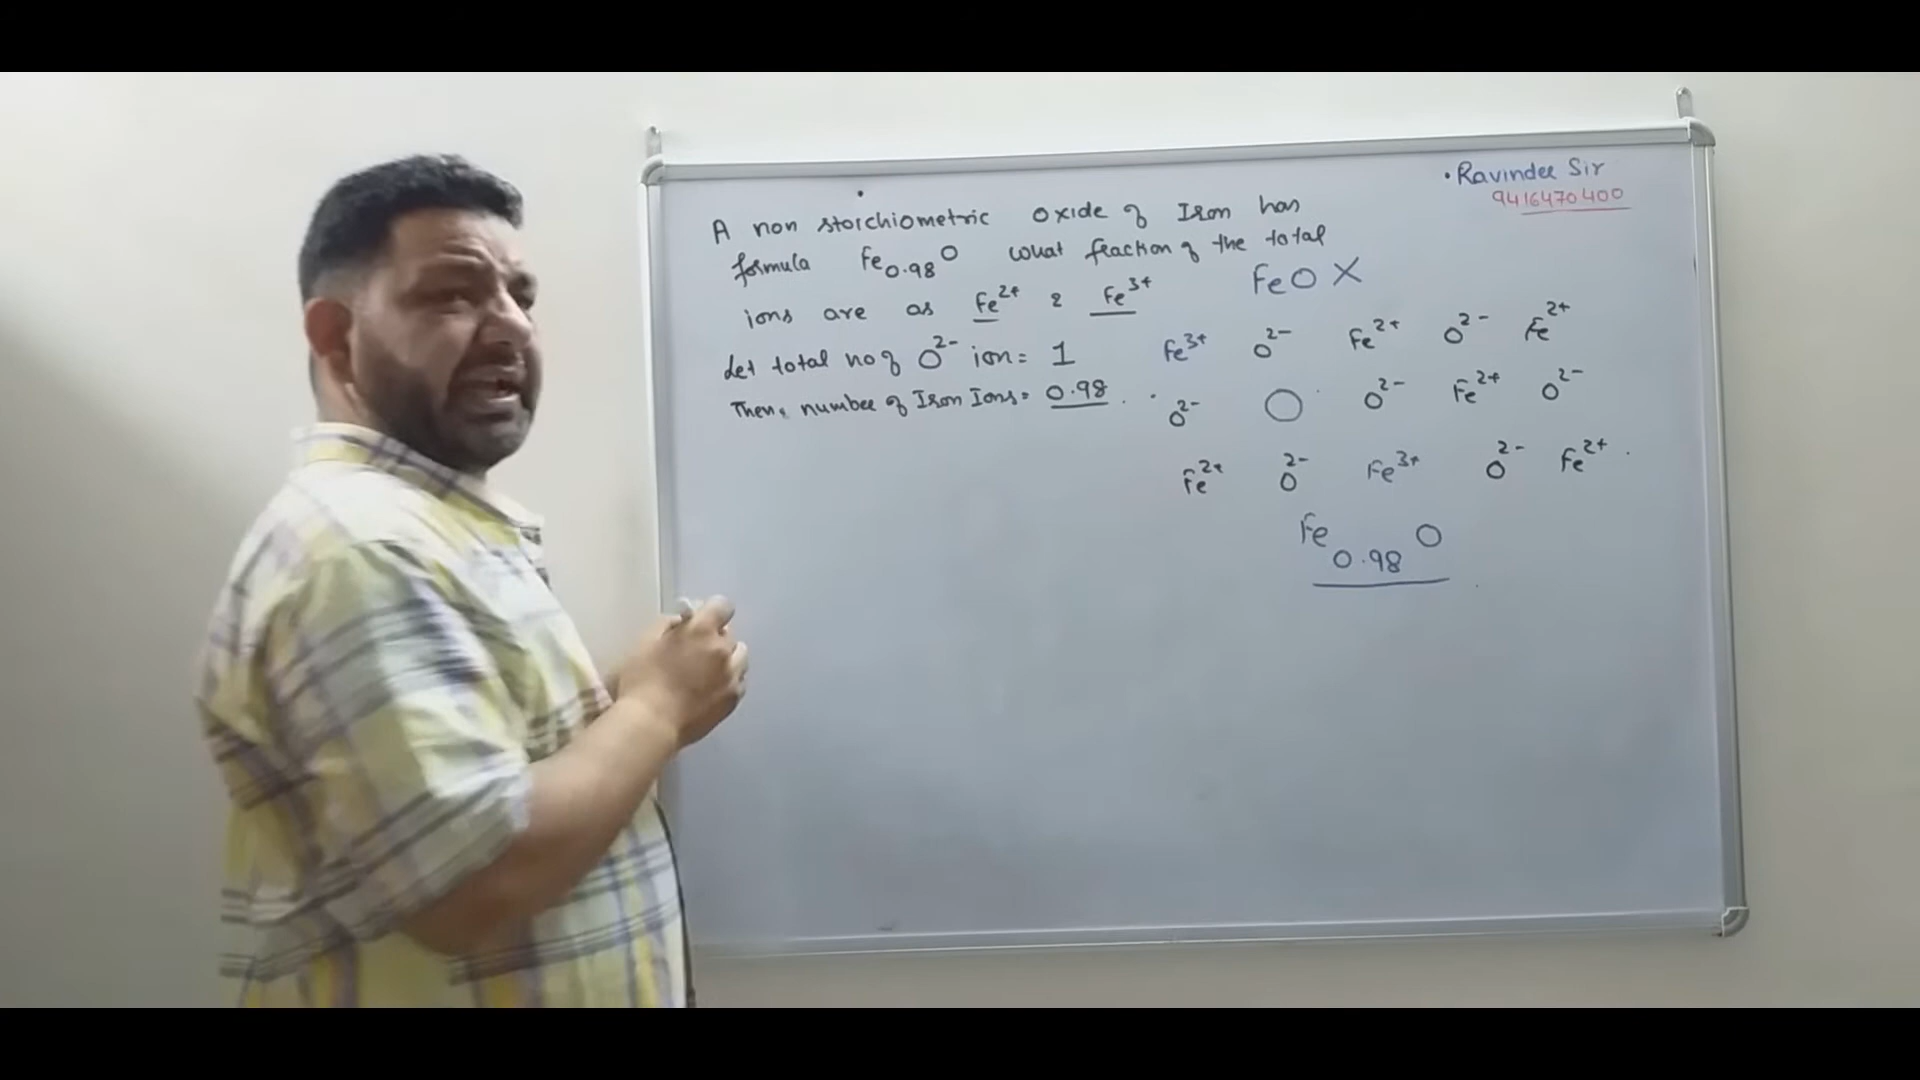 • Ravinder Sir
9416470400
A non storchiometric oxide of Iron has
formula Fe0.98O what fraction of the total
ions are as Fe²⁺ & Fe³⁺
FeO X
Let total no of O²⁻ ion = 1
Then, number of Iron Ions = 0.98
Fe³⁺ O²⁻ Fe²⁺ O²⁻ Fe²⁺
O²⁻ O²⁻ Fe²⁺ O²⁻
Fe²⁺ O²⁻ Fe³⁺ O²⁻ Fe²⁺
Fe0.98O